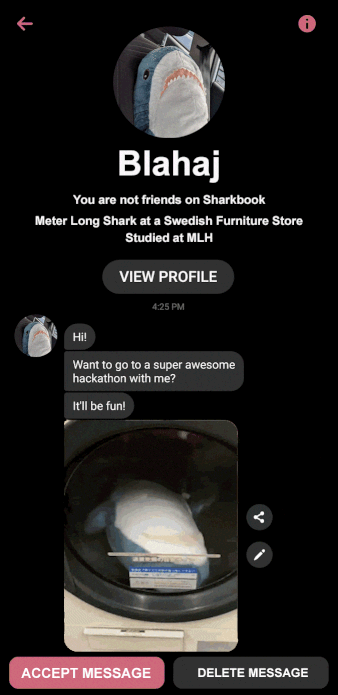 Blahaj
You are not friends on Sharkbook
Meter Long Shark at a Swedish Furniture Store
Studied at MLH
VIEW PROFILE
4:25 PM
Hi!
Want to go to a super awesome
hackathon with me?
It'll be fun!
ACCEPT MESSAGE
DELETE MESSAGE